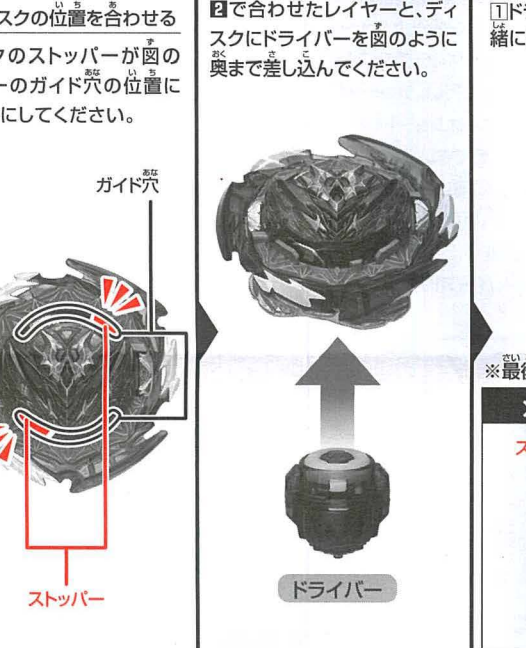 スクの位置を合わせる
クのストッパーが図の
ーのガイド穴の位置に
にしてください。
ガイド穴
ストッパー
2で合わせたレイヤーと、ディ
スクにドライバーを図のように
奥まで差し込んでください。
ドライバー
1ド
緒に
※最後